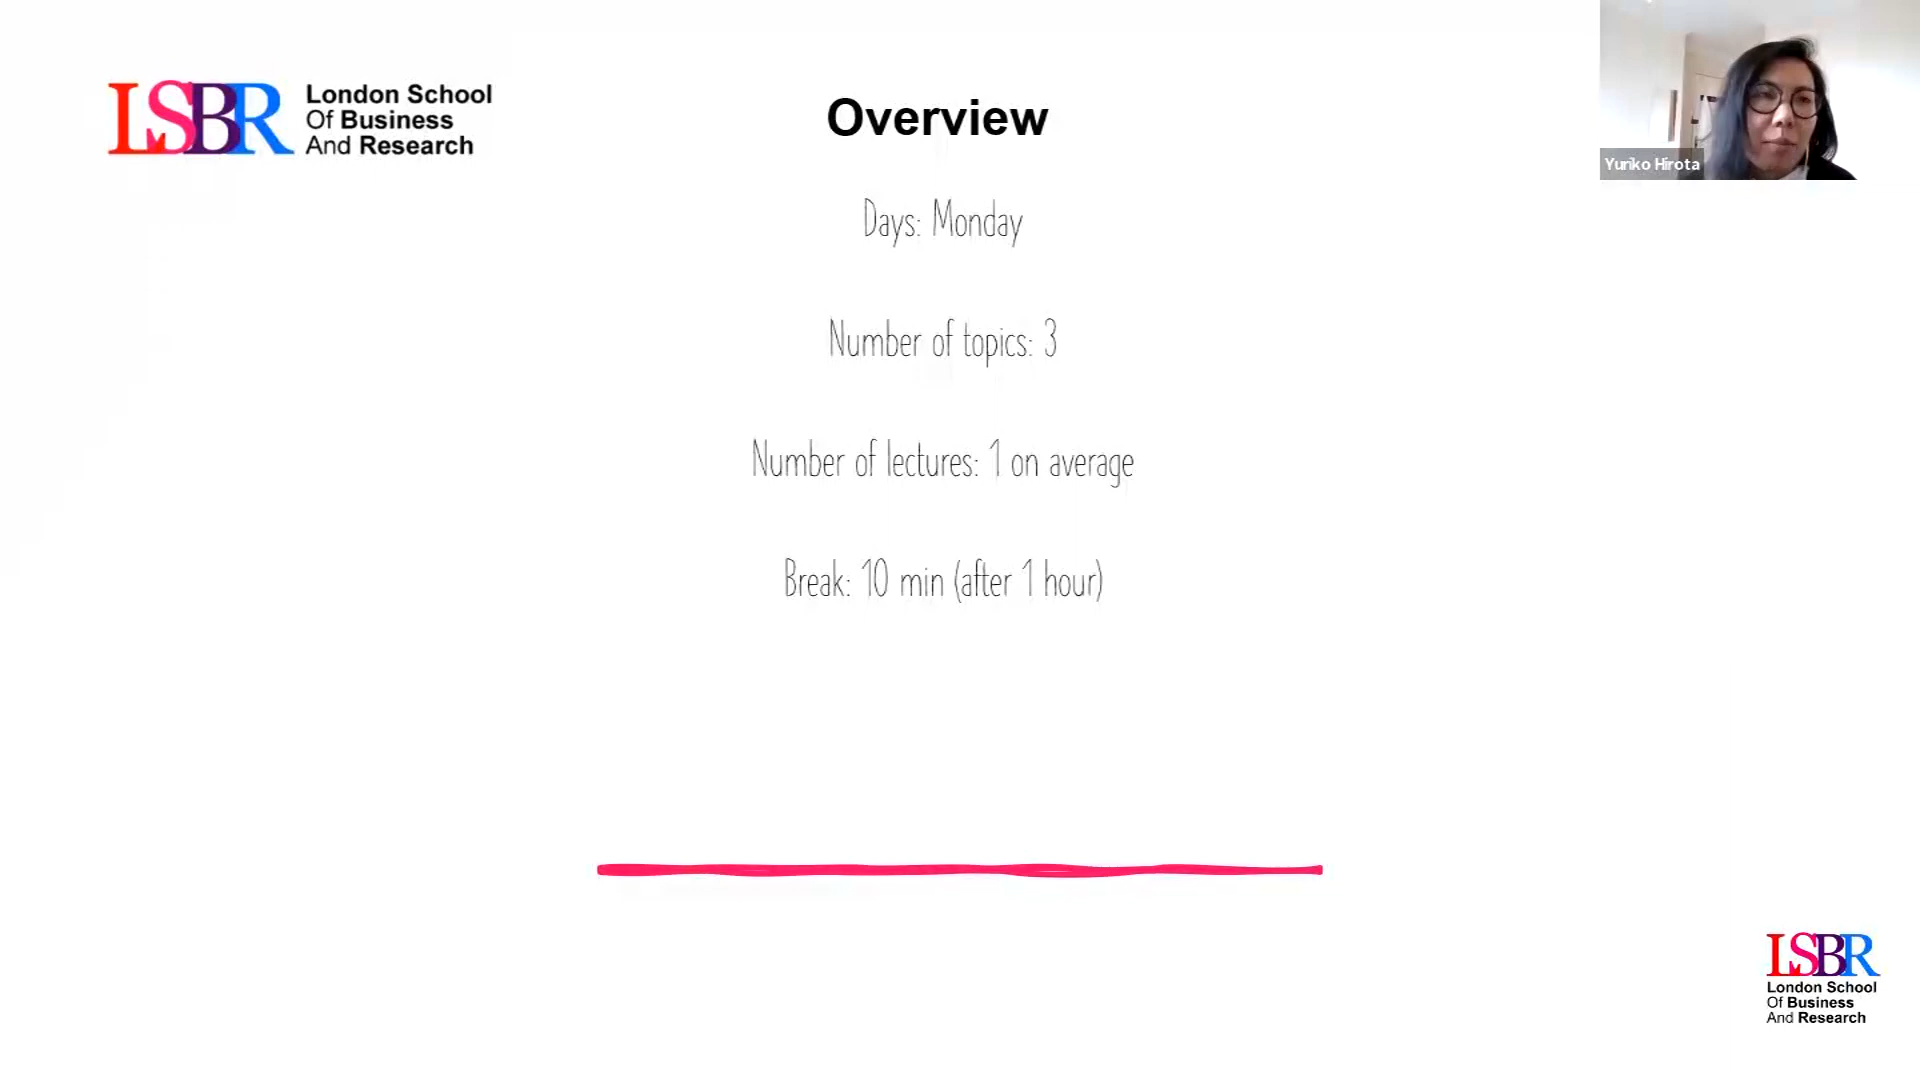 LSBR
London School
Of Business
And Research
Overview
Yuriko Hirota
Days: Monday
Number of topics: 3
Number of lectures: 1 on average
Break: 10 min (after 1 hour)
LSBR
London School
Of Business
And Research